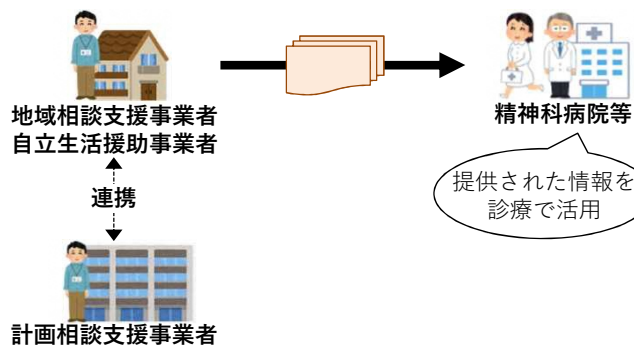 地域相談支援事業者
自立生活援助事業者
精神科病院等
提供された情報を
診療で活用
連携
計画相談支援事業者